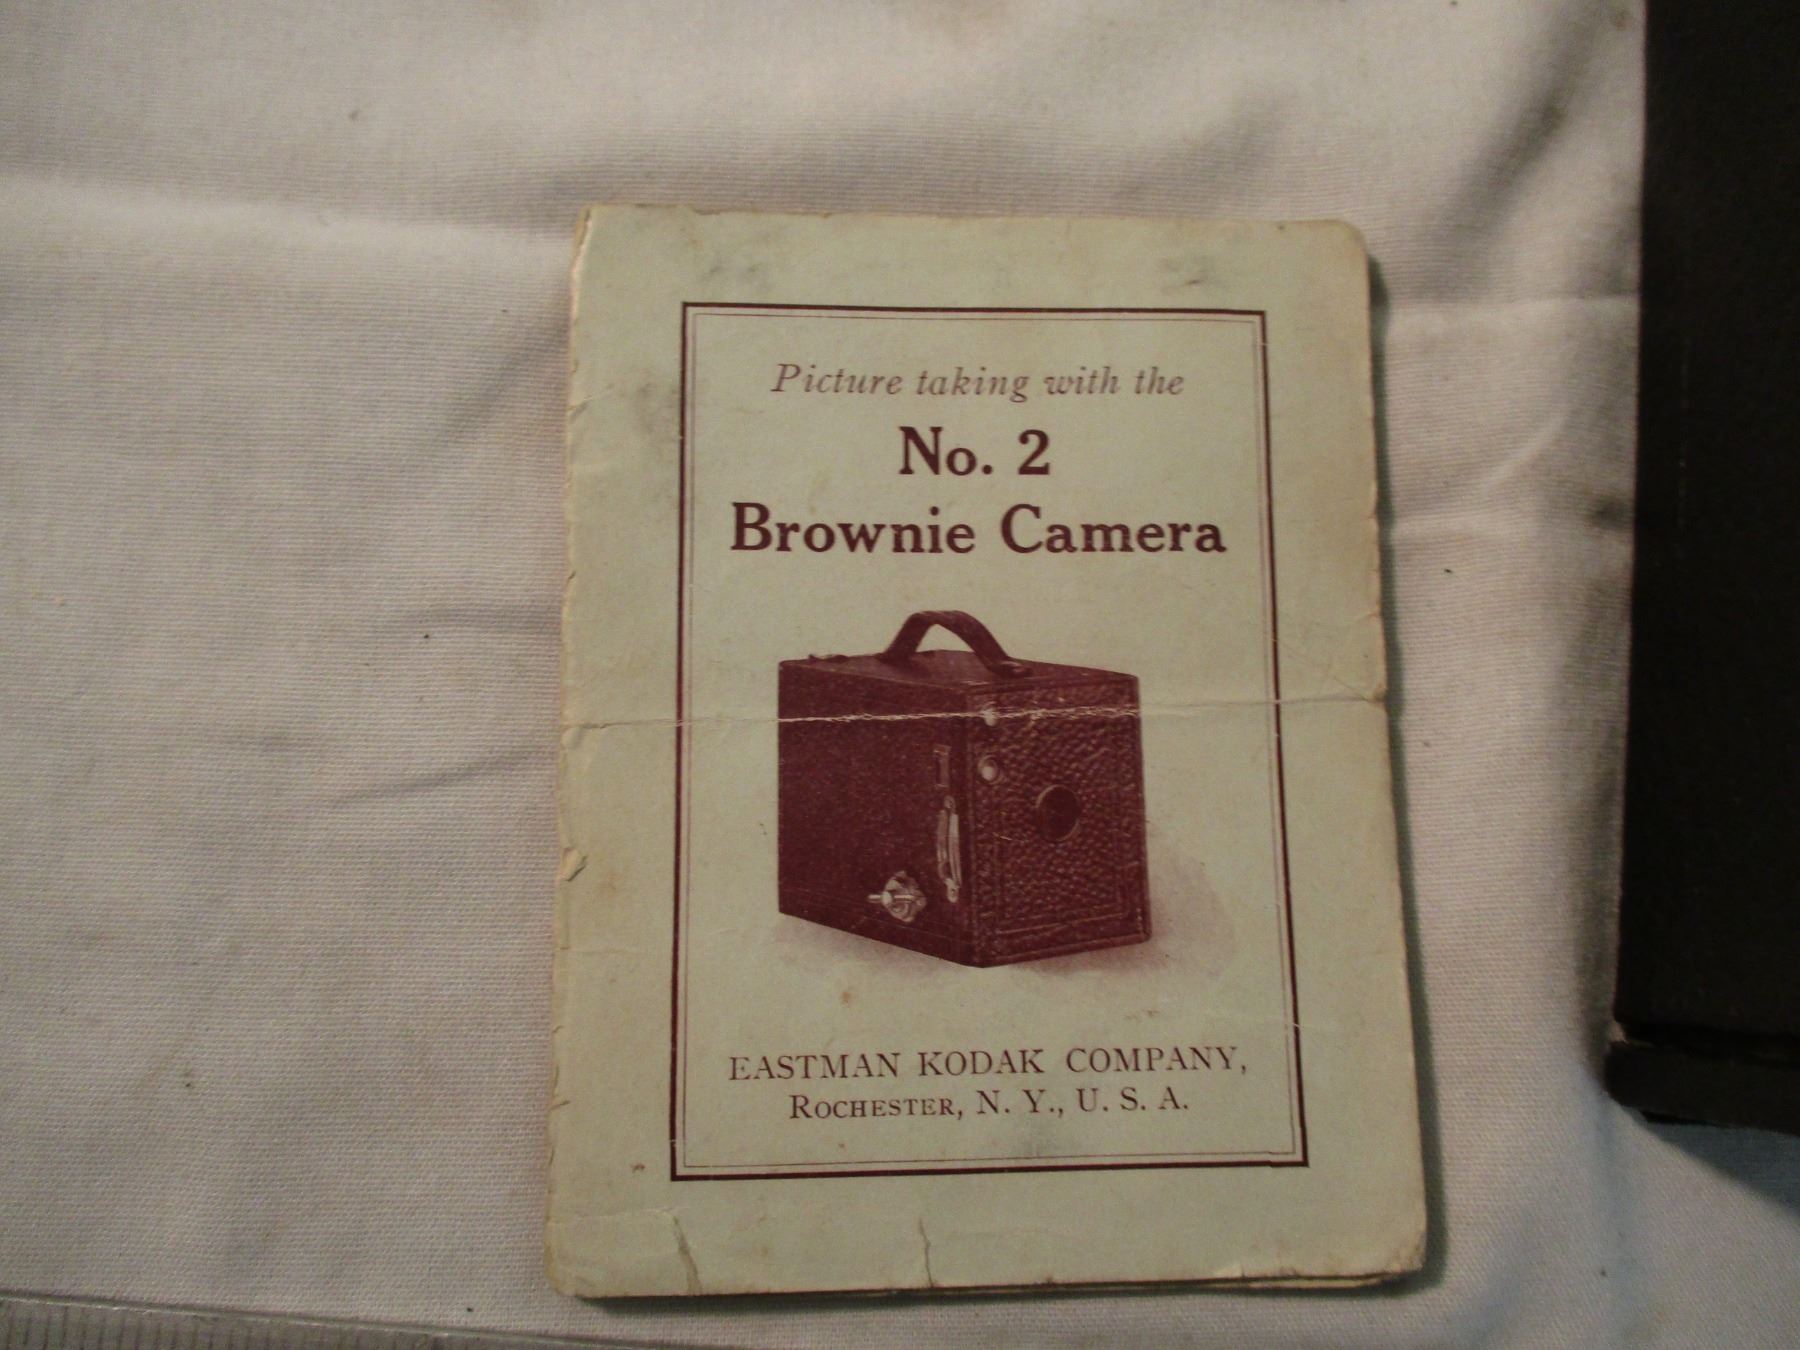 Picture taking with the
No. 2
Brownie Camera
EASTMAN KODAK COMPANY,
ROCHESTER, N. Y., U. S. A.